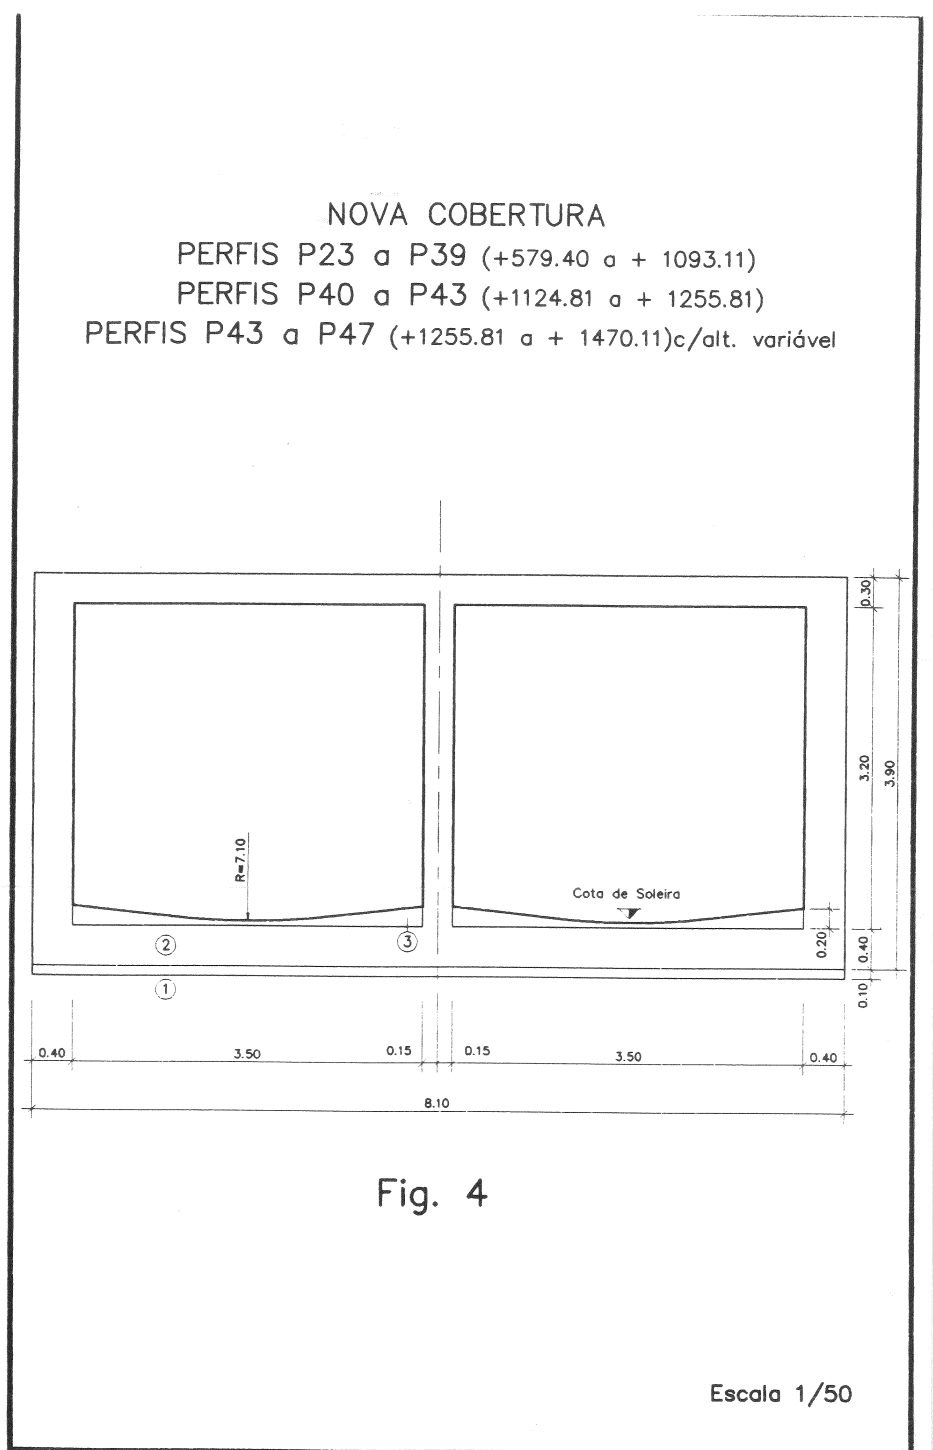 NOVA COBERTURA
PERFIS P23 a P39 (+579.40 a + 1093.11)
PERFIS P40 a P43 (+1124.81 a + 1255.81)
PERFIS P43 a P47 (+1255.81 a + 1470.11)c/alt. variável
0.30
3.20
3.90
R=7.10
Cota de Soleira
2
3
0.20
0.40
1
0.10
0.40
3.50
0.15
0.15
3.50
0.40
8.10
Fig. 4
Escala 1/50